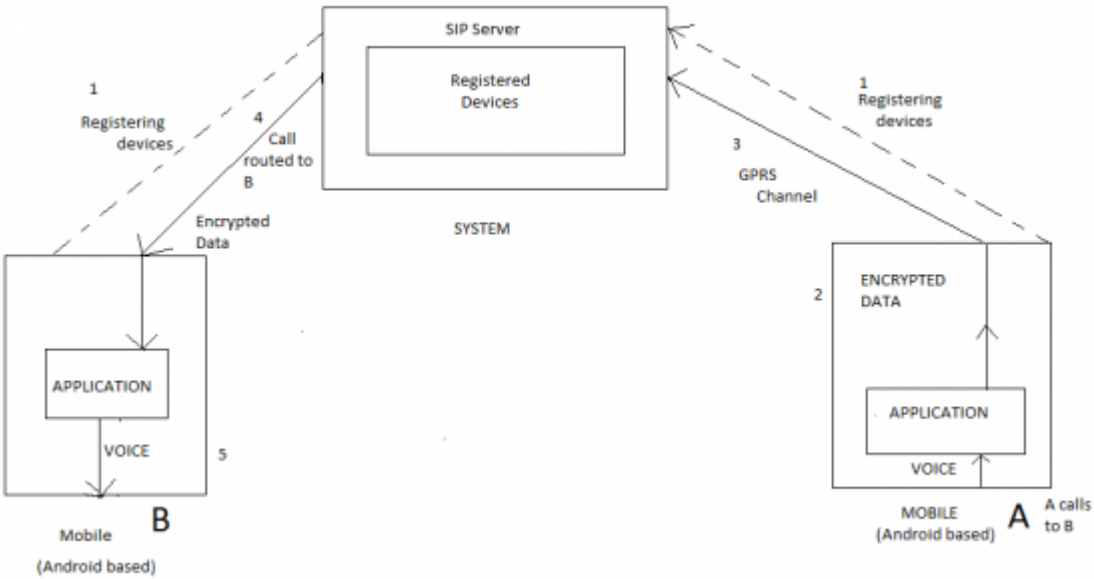 SIP Server
Registered
Devices
SYSTEM
1
Registering
devices
4
Call
routed to
B
Encrypted
Data
APPLICATION
VOICE
5
B
Mobile
(Android based)
1
Registering
devices
3
GPRS
Channel
2
ENCRYPTED
DATA
APPLICATION
VOICE
MOBILE
(Android based)
A
A calls
to B